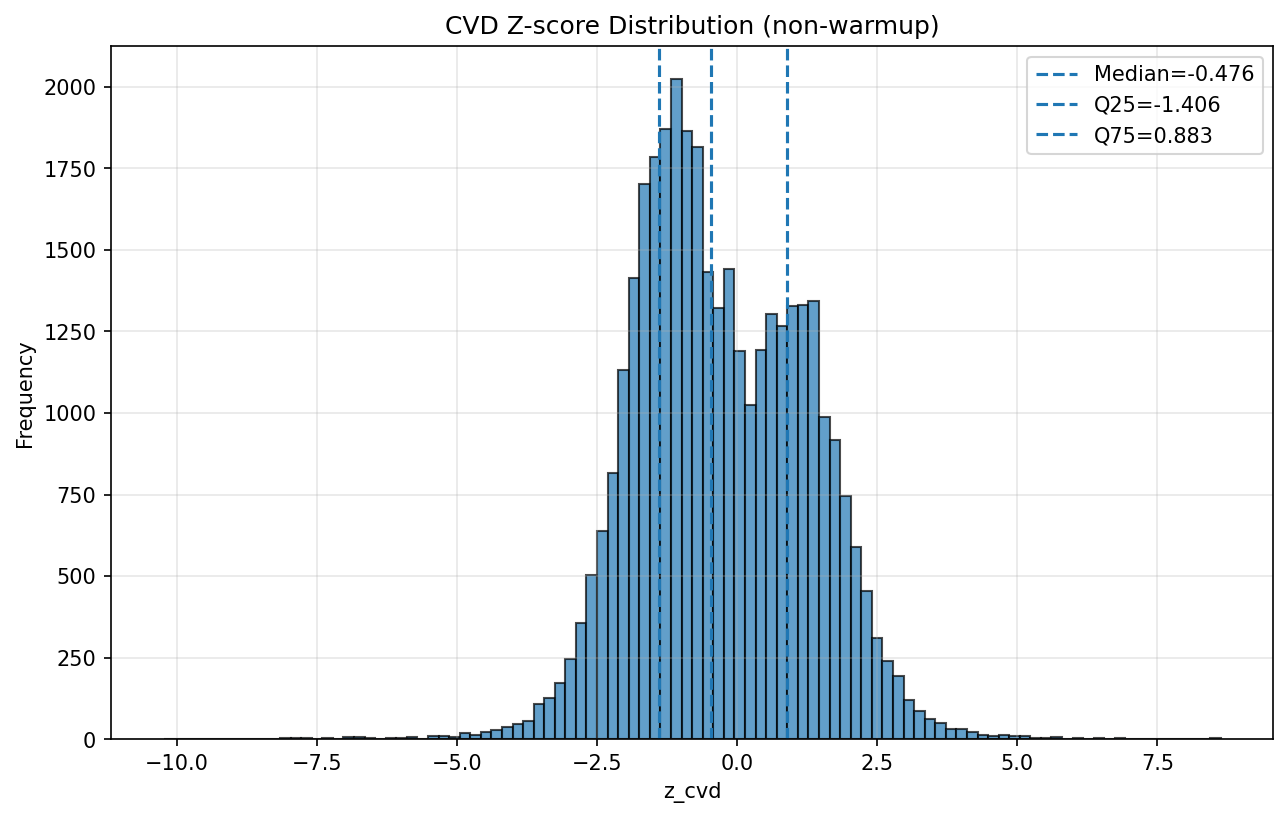 CVD Z-score Distribution (non-warmup)
Median=-0.476
Q25=-1.406
Q75=0.883
2000
1750
1500
1250
1000
750
500
250
0
Frequency
−10.0 −7.5 −5.0 −2.5 0.0 2.5 5.0 7.5
z_cvd